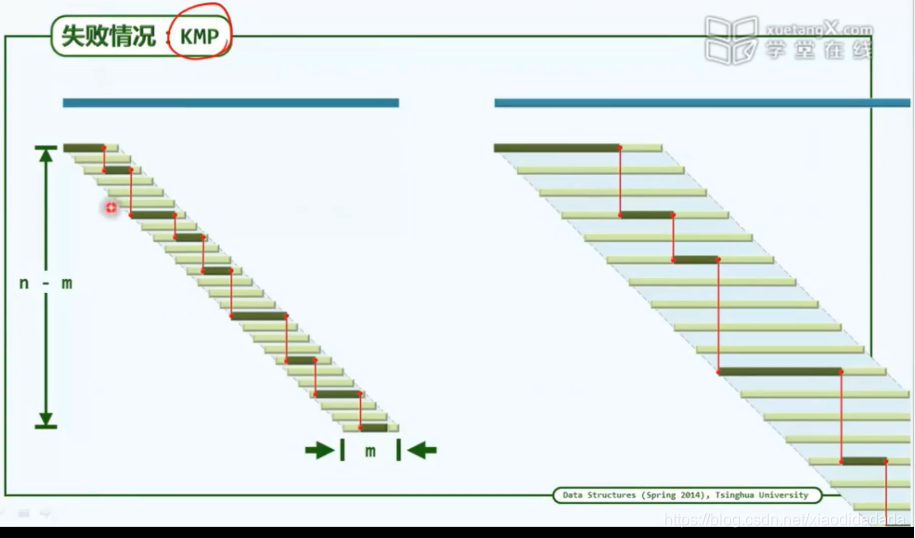 失败情况：KMP
xuetangX.com
学堂在线
n - m
m
Data Structures (Spring 2014), Tsinghua University
https://blog.csdn.net/xiaodidadada